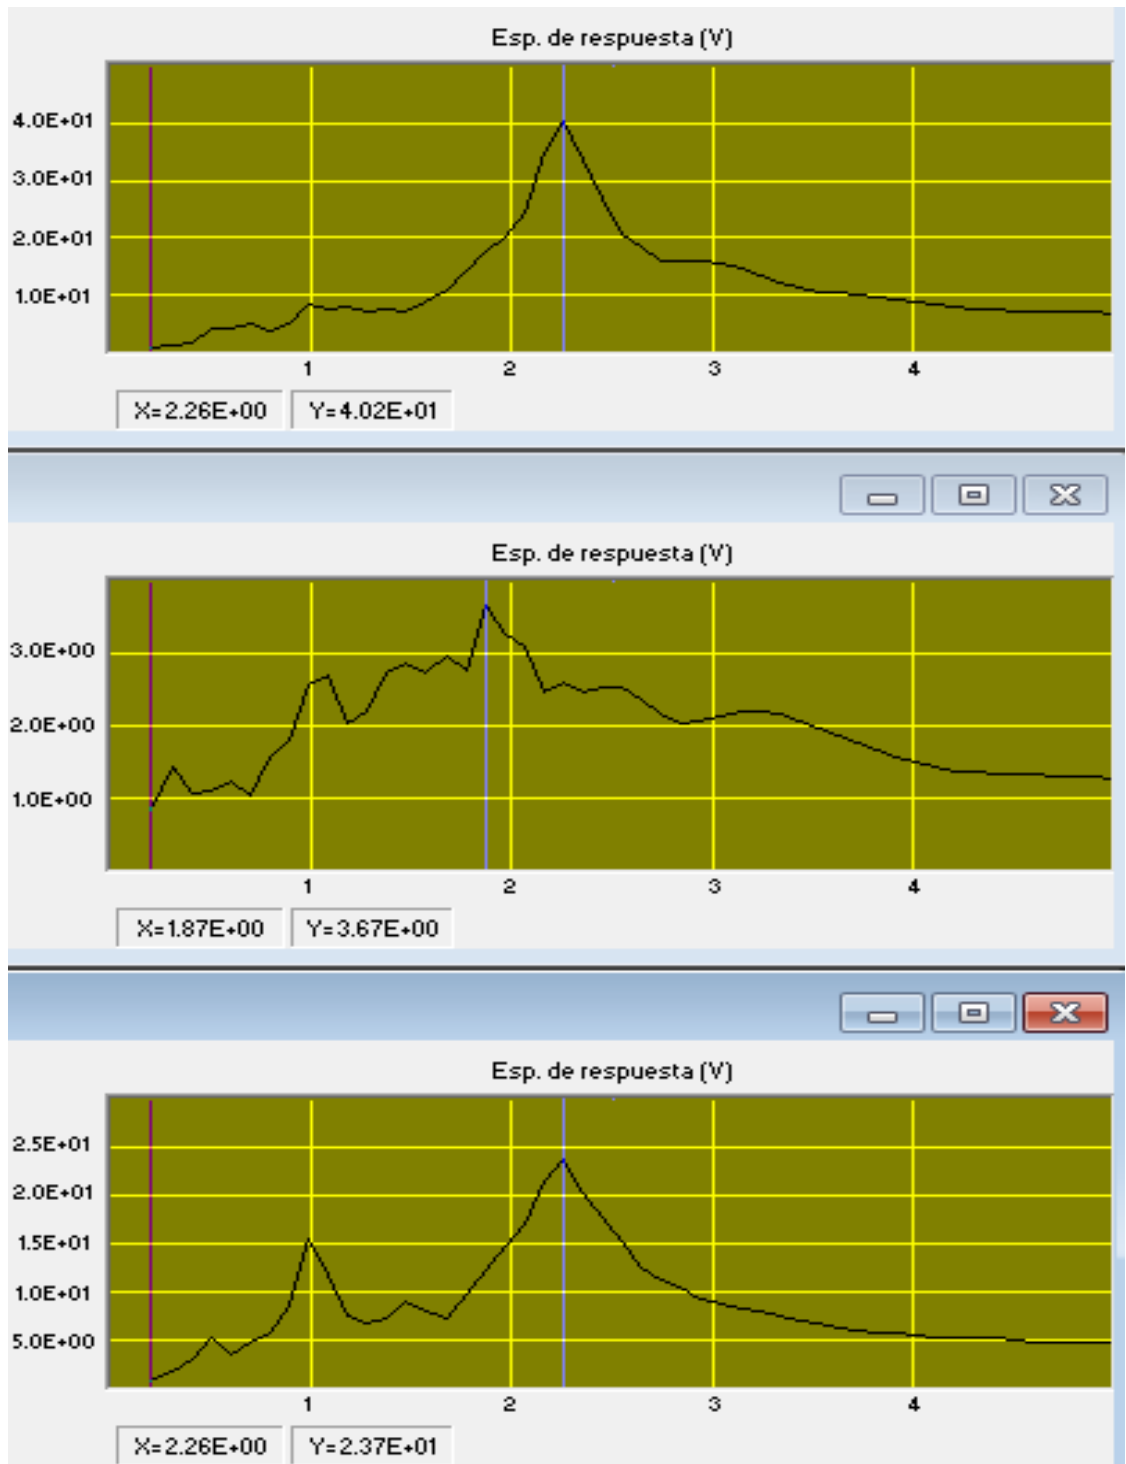 Esp. de respuesta (V)
4.0E+01
3.0E+01
2.0E+01
1.0E+01
1 2 3 4
X=2.26E+00 Y=4.02E+01
Esp. de respuesta (V)
3.0E+00
2.0E+00
1.0E+00
1 2 3 4
X=1.87E+00 Y=3.67E+00
Esp. de respuesta (V)
2.5E+01
2.0E+01
1.5E+01
1.0E+01
5.0E+00
1 2 3 4
X=2.26E+00 Y=2.37E+01